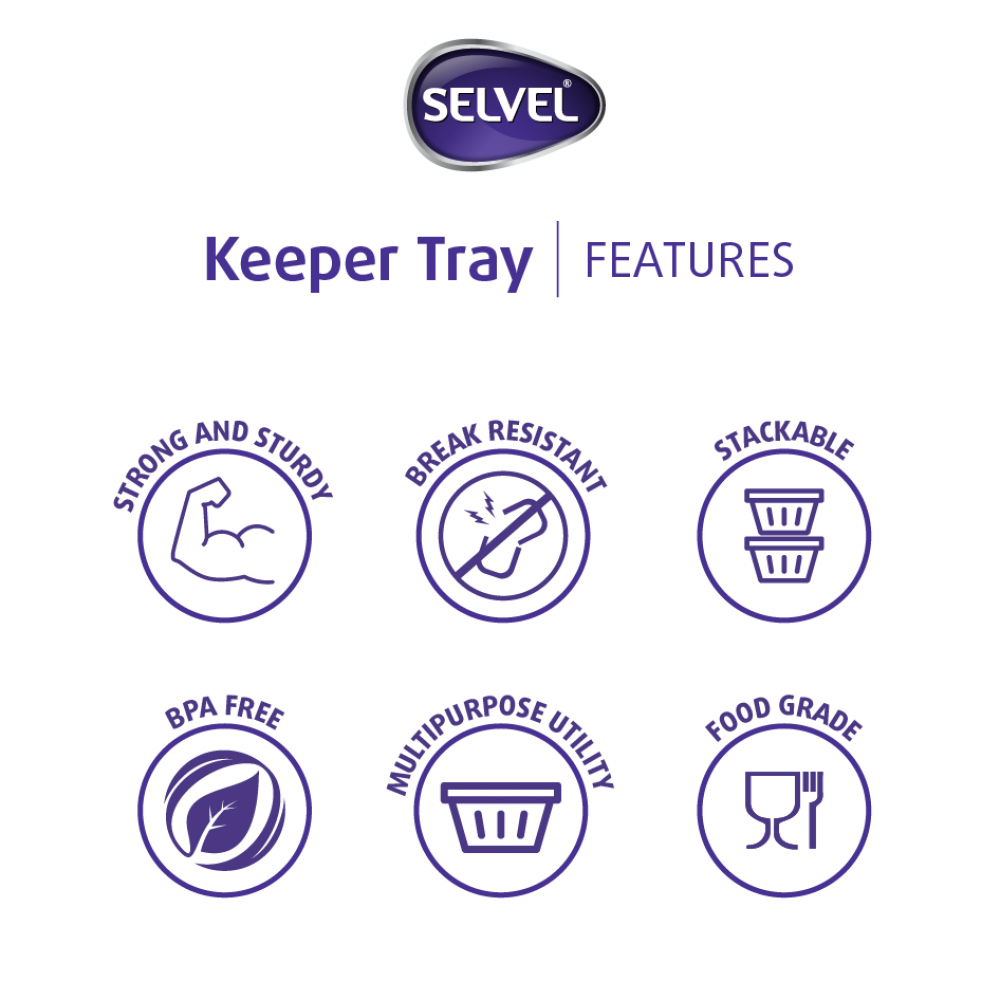 SELVEL®
Keeper Tray | FEATURES
STRONG AND STURDY
BREAK RESISTANT
STACKABLE
BPA FREE
MULTIPURPOSE UTILITY
FOOD GRADE